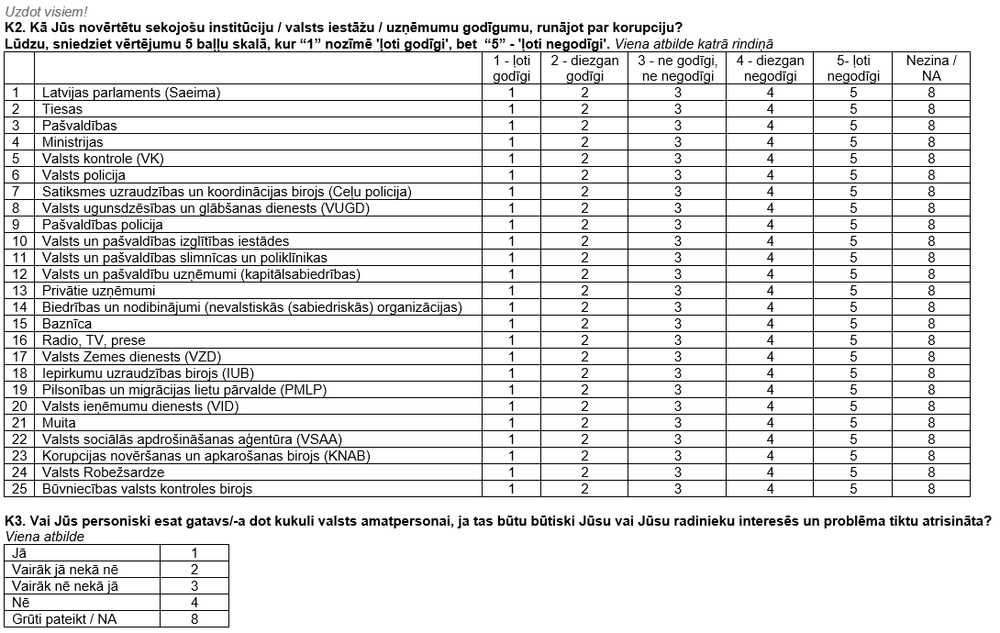 Uzdot visiem!
K2. Kā Jūs novērtētu sekojošu institūciju / valsts iestāžu / uzņēmumu godīgumu, runājot par korupciju?
Lūdzu, sniedziet vērtējumu 5 baļļu skalā, kur “1” nozīmē 'ļoti godīgi', bet “5” - 'ļoti negodīgi'. Viena atbilde katrā rindiņā
1 - ļoti godīgi 2 - diezgan godīgi 3 - ne godīgi, ne negodīgi 4 - diezgan negodīgi 5- ļoti negodīgi Nezina / NA
1 Latvijas parlaments (Saeima) 1 2 3 4 5 8
2 Tiesas 1 2 3 4 5 8
3 Pašvaldības 1 2 3 4 5 8
4 Ministrijas 1 2 3 4 5 8
5 Valsts kontrole (VK) 1 2 3 4 5 8
6 Valsts policija 1 2 3 4 5 8
7 Satiksmes uzraudzības un koordinācijas birojs (Ceļu policija) 1 2 3 4 5 8
8 Valsts ugunsdzēsības un glābšanas dienests (VUGD) 1 2 3 4 5 8
9 Pašvaldības policija 1 2 3 4 5 8
10 Valsts un pašvaldības izglītības iestādes 1 2 3 4 5 8
11 Valsts un pašvaldības slimnīcas un poliklīnikas 1 2 3 4 5 8
12 Valsts un pašvaldību uzņēmumi (kapitālsabiedrības) 1 2 3 4 5 8
13 Privātie uzņēmumi 1 2 3 4 5 8
14 Biedrības un nodibinājumi (nevalstiskās (sabiedriskās) organizācijas) 1 2 3 4 5 8
15 Baznīca 1 2 3 4 5 8
16 Radio, TV, prese 1 2 3 4 5 8
17 Valsts Zemes dienests (VZD) 1 2 3 4 5 8
18 Iepirkumu uzraudzības birojs (IUB) 1 2 3 4 5 8
19 Pilsonības un migrācijas lietu pārvalde (PMLP) 1 2 3 4 5 8
20 Valsts ieņēmumu dienests (VID) 1 2 3 4 5 8
21 Muita 1 2 3 4 5 8
22 Valsts sociālās apdrošināšanas aģentūra (VSAA) 1 2 3 4 5 8
23 Korupcijas novēršanas un apkarošanas birojs (KNAB) 1 2 3 4 5 8
24 Valsts Robežsardze 1 2 3 4 5 8
25 Būvniecības valsts kontroles birojs 1 2 3 4 5 8
K3. Vai Jūs personiski esat gatavs/-a dot kukuli valsts amatpersonai, ja tas būtu būtiski Jūsu vai Jūsu radinieku interesēs un problēma tiktu atrisināta?
Viena atbilde
Jā 1
Vairāk jā nekā nē 2
Vairāk nē nekā jā 3
Nē 4
Grūti pateikt / NA 8